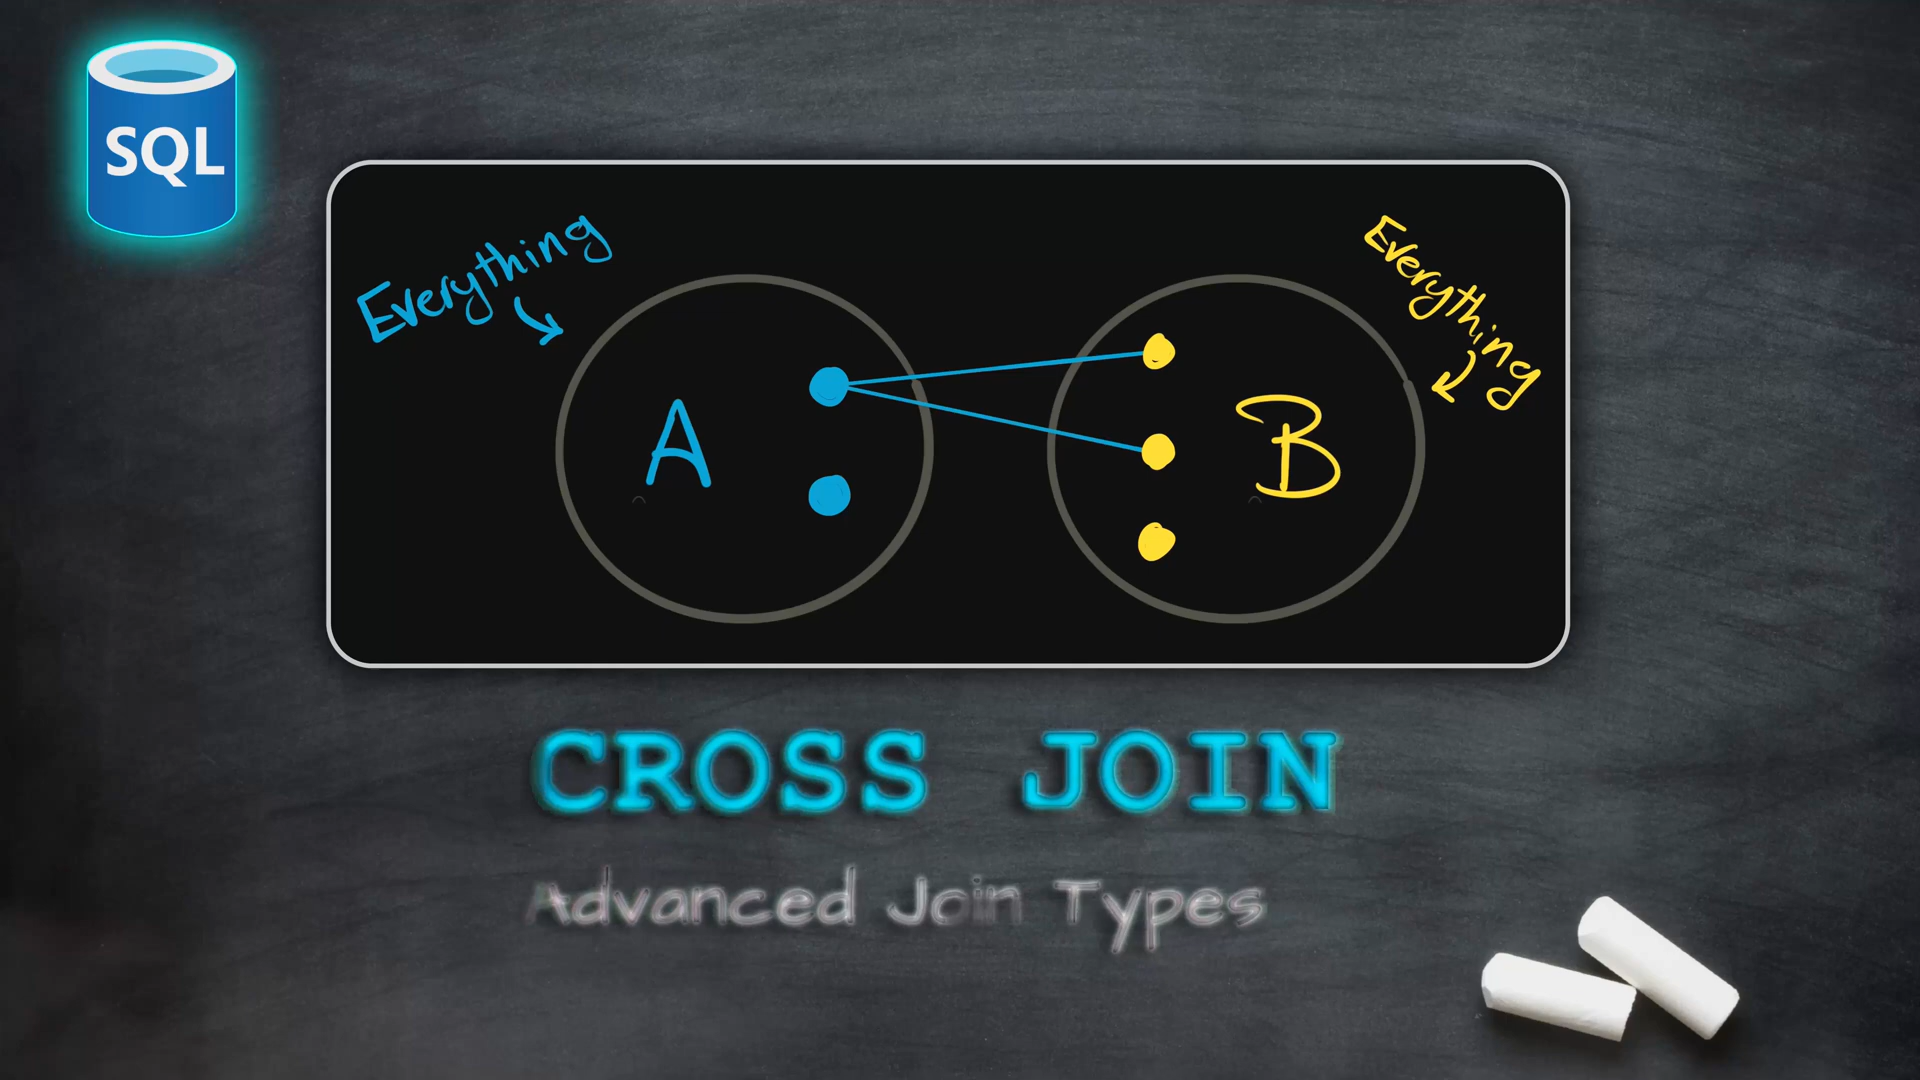 SQL
Everything
Everything
A
B
CROSS JOIN
Advanced Join Types